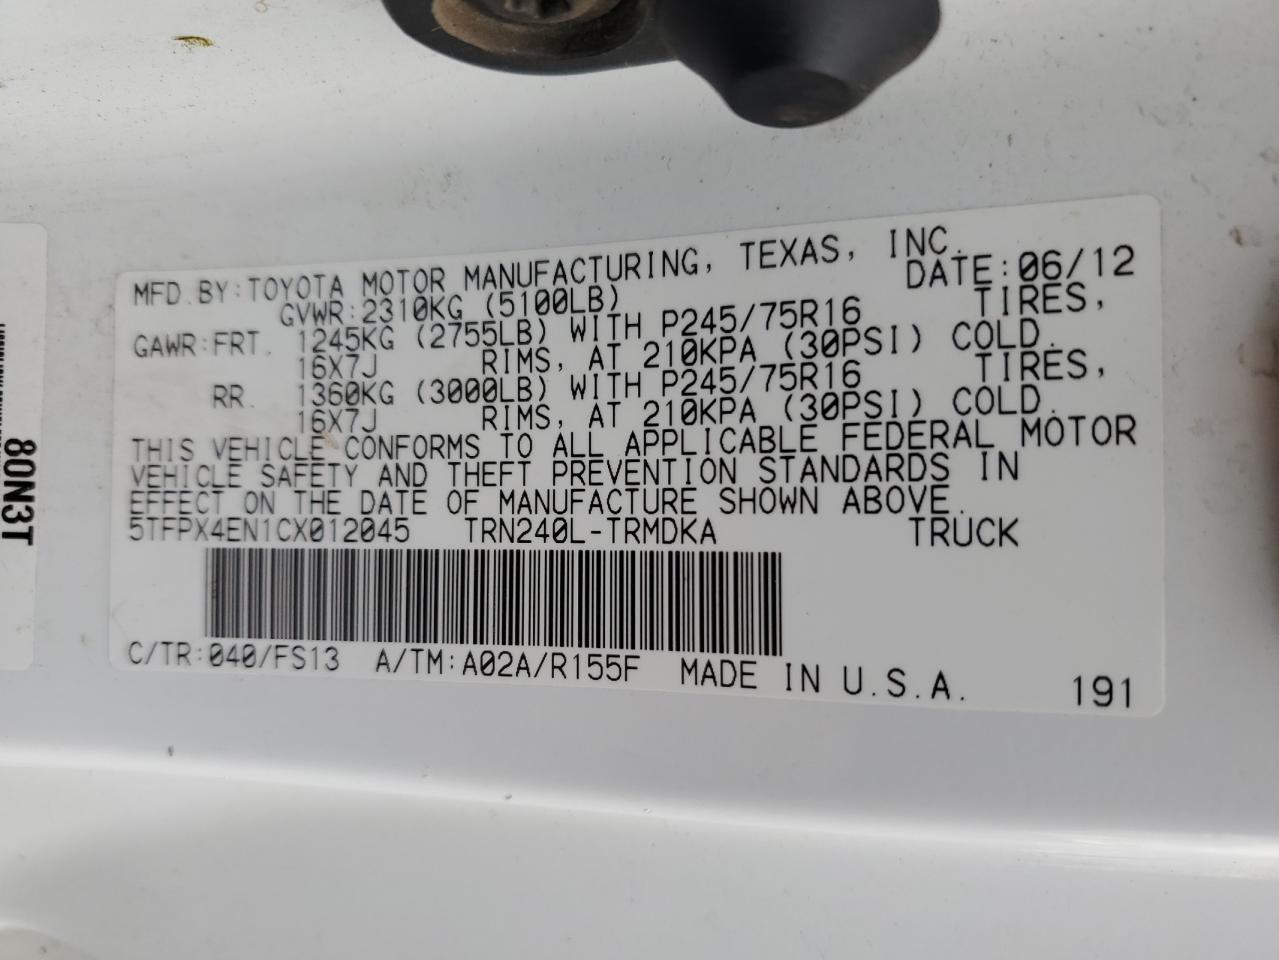 MFD. BY: TOYOTA MOTOR MANUFACTURING, TEXAS, INC.
GVWR: 2310KG (5100LB) DATE: 06/12
GAWR: FRT. 1245KG (2755LB) WITH P245/75R16 TIRES,
16X7J RIMS, AT 210KPA (30PSI) COLD.
RR. 1360KG (3000LB) WITH P245/75R16 TIRES,
16X7J RIMS, AT 210KPA (30PSI) COLD.
THIS VEHICLE CONFORMS TO ALL APPLICABLE FEDERAL MOTOR
VEHICLE SAFETY AND THEFT PREVENTION STANDARDS IN
EFFECT ON THE DATE OF MANUFACTURE SHOWN ABOVE.
5TFPX4EN1CX012045 TRN240L-TRMDKA TRUCK
C/TR: 040/FS13 A/TM: A02A/R155F MADE IN U.S.A. 191
80N3T